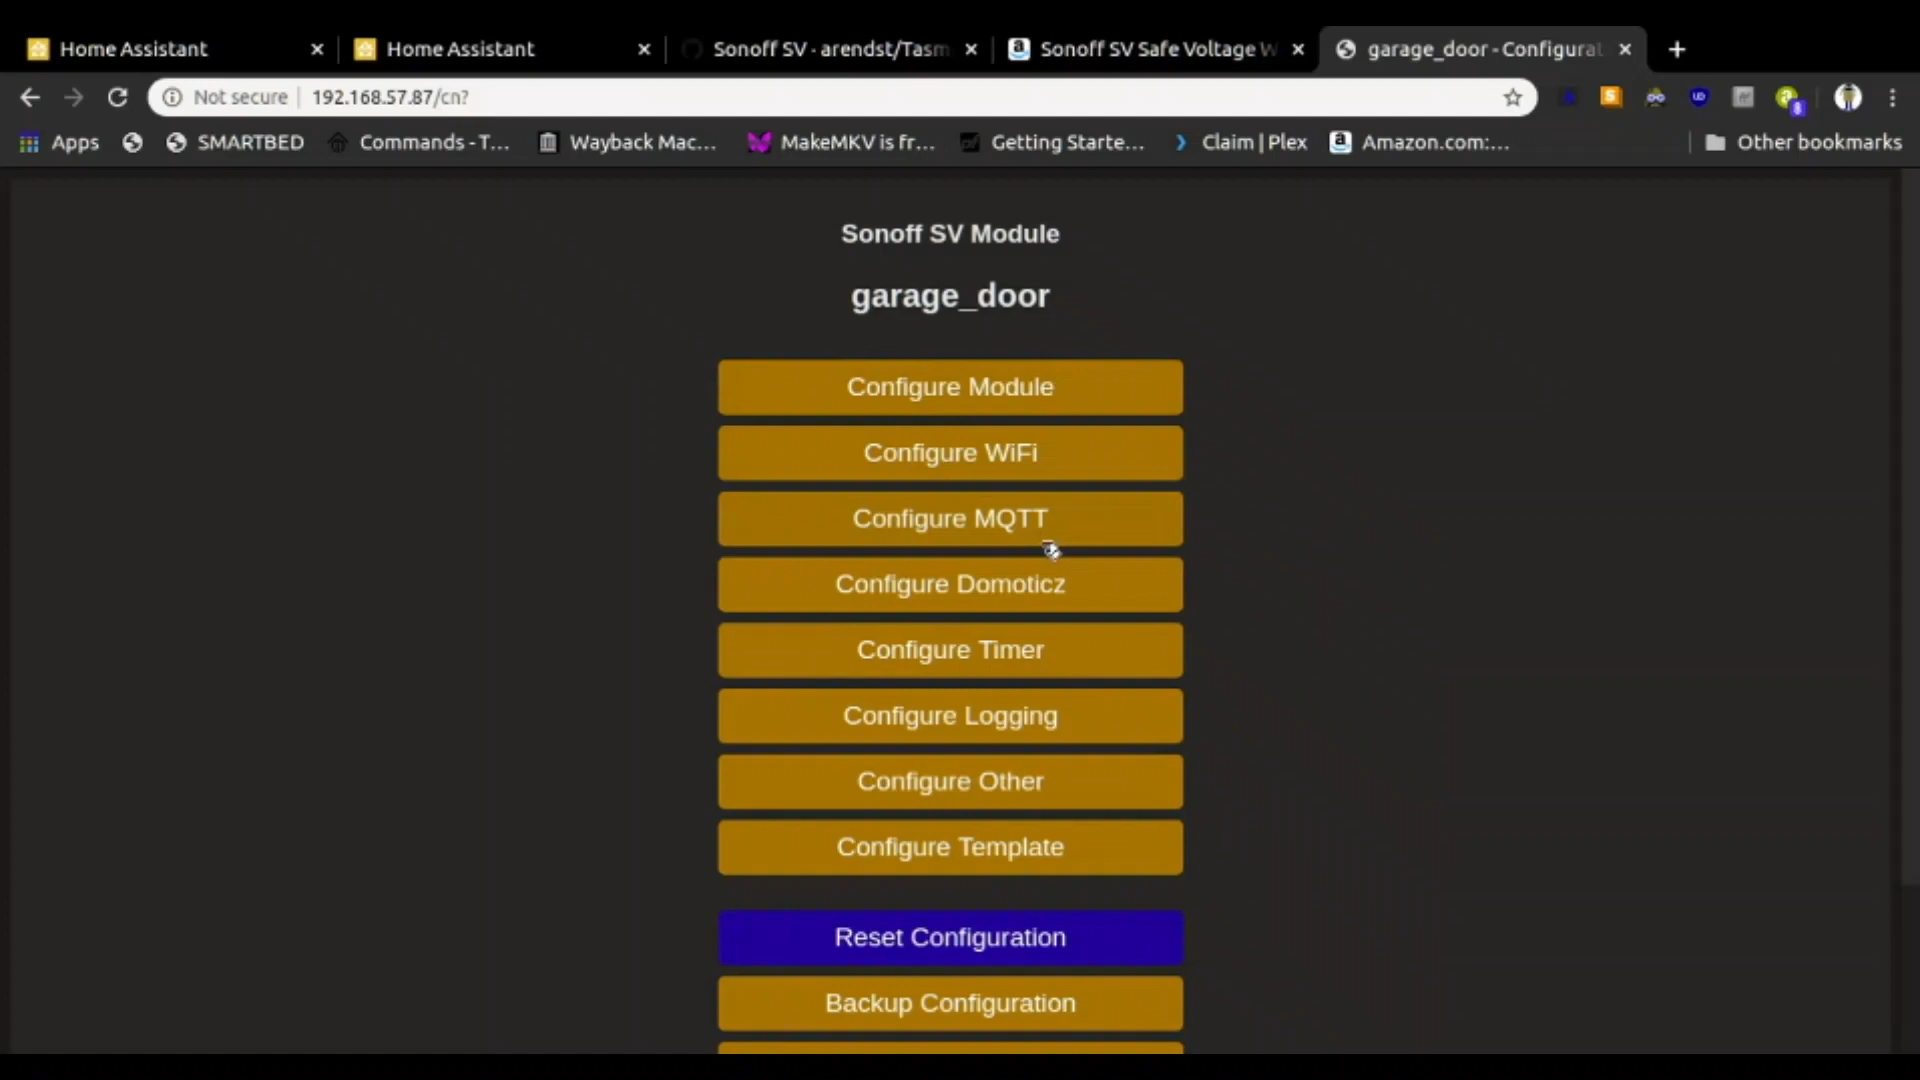 Home Assistant
Home Assistant
Sonoff SV - arendst/Tasm
Sonoff SV Safe Voltage W
garage_door - Configurat
Not secure
192.168.57.87/cn?
Apps
SMARTBED
Commands - T...
Wayback Mac...
MakeMKV is fr...
Getting Starte...
Claim | Plex
Amazon.com:...
Other bookmarks
Sonoff SV Module
garage_door
Configure Module
Configure WiFi
Configure MQTT
Configure Domoticz
Configure Timer
Configure Logging
Configure Other
Configure Template
Reset Configuration
Backup Configuration